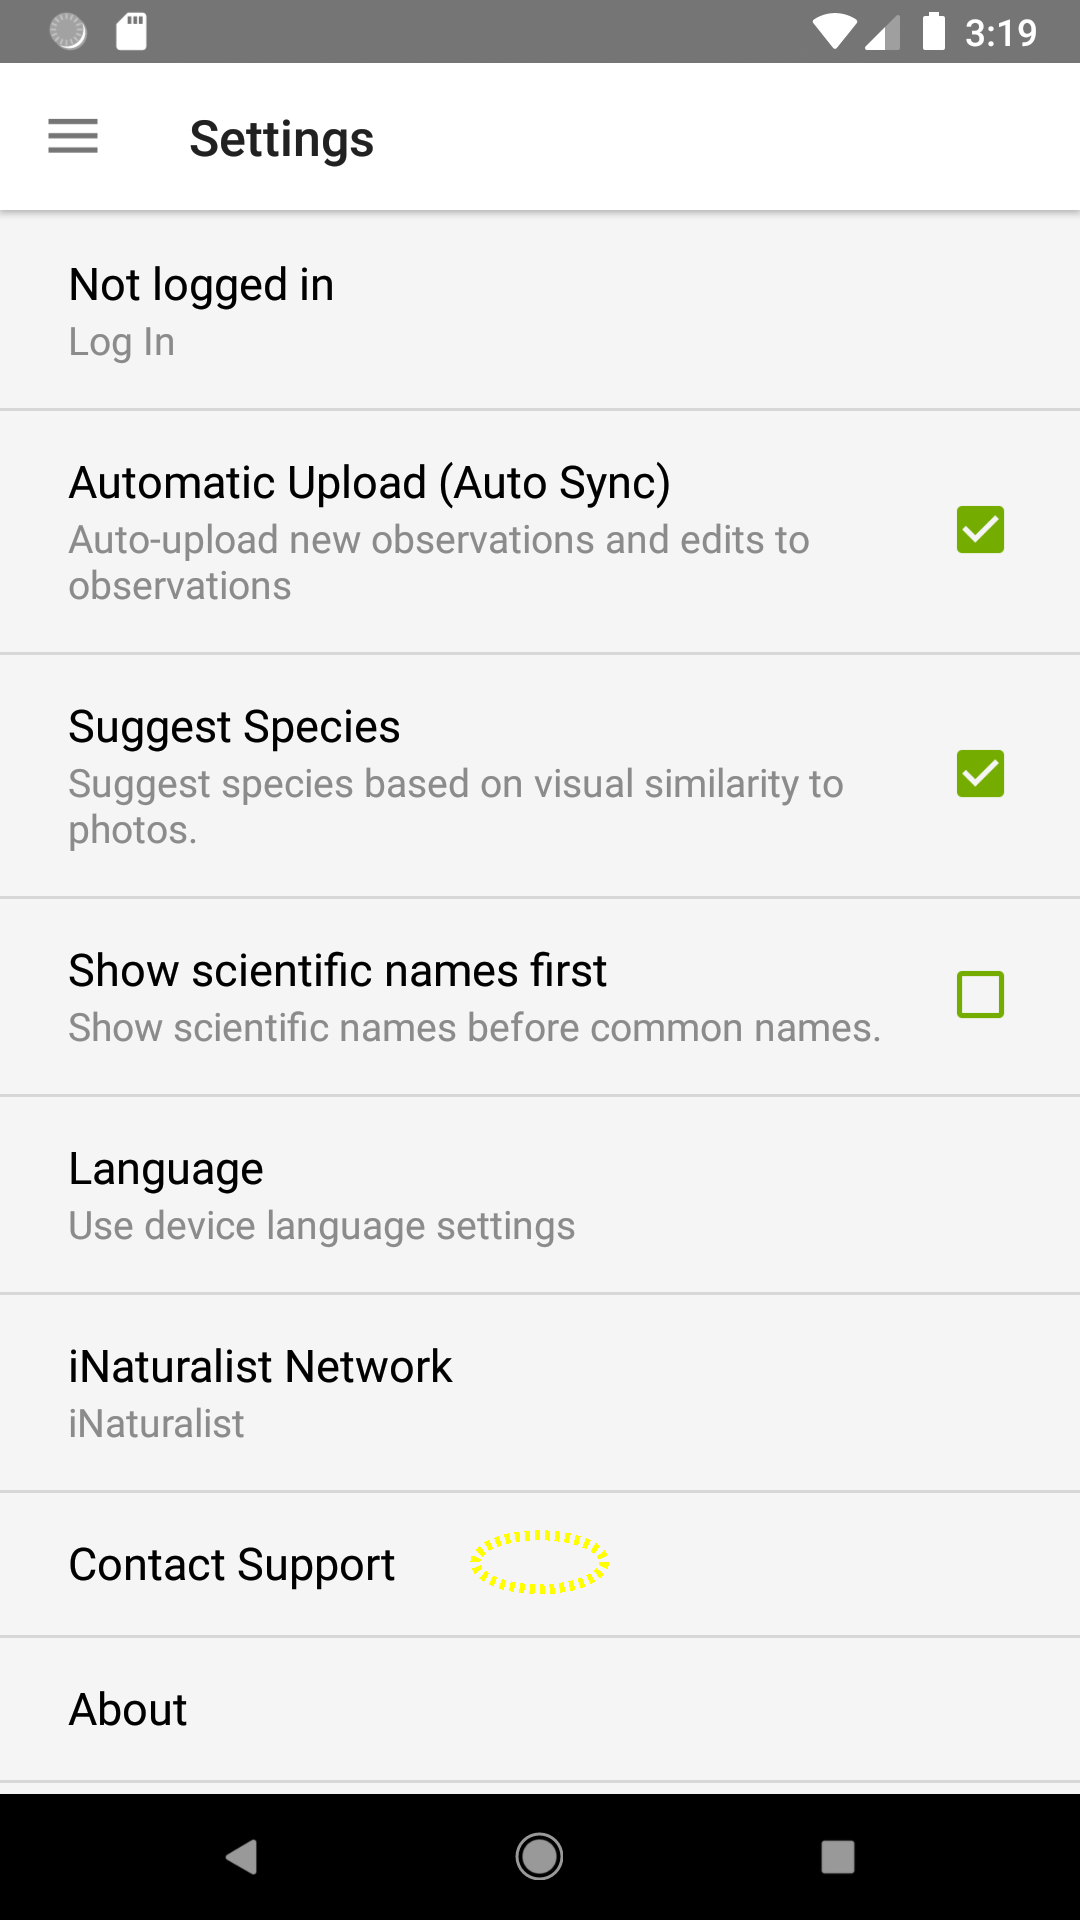 3:19
Settings
Not logged in
Log In
Automatic Upload (Auto Sync)
Auto-upload new observations and edits to
observations
Suggest Species
Suggest species based on visual similarity to
photos.
Show scientific names first
Show scientific names before common names.
Language
Use device language settings
iNaturalist Network
iNaturalist
Contact Support
About